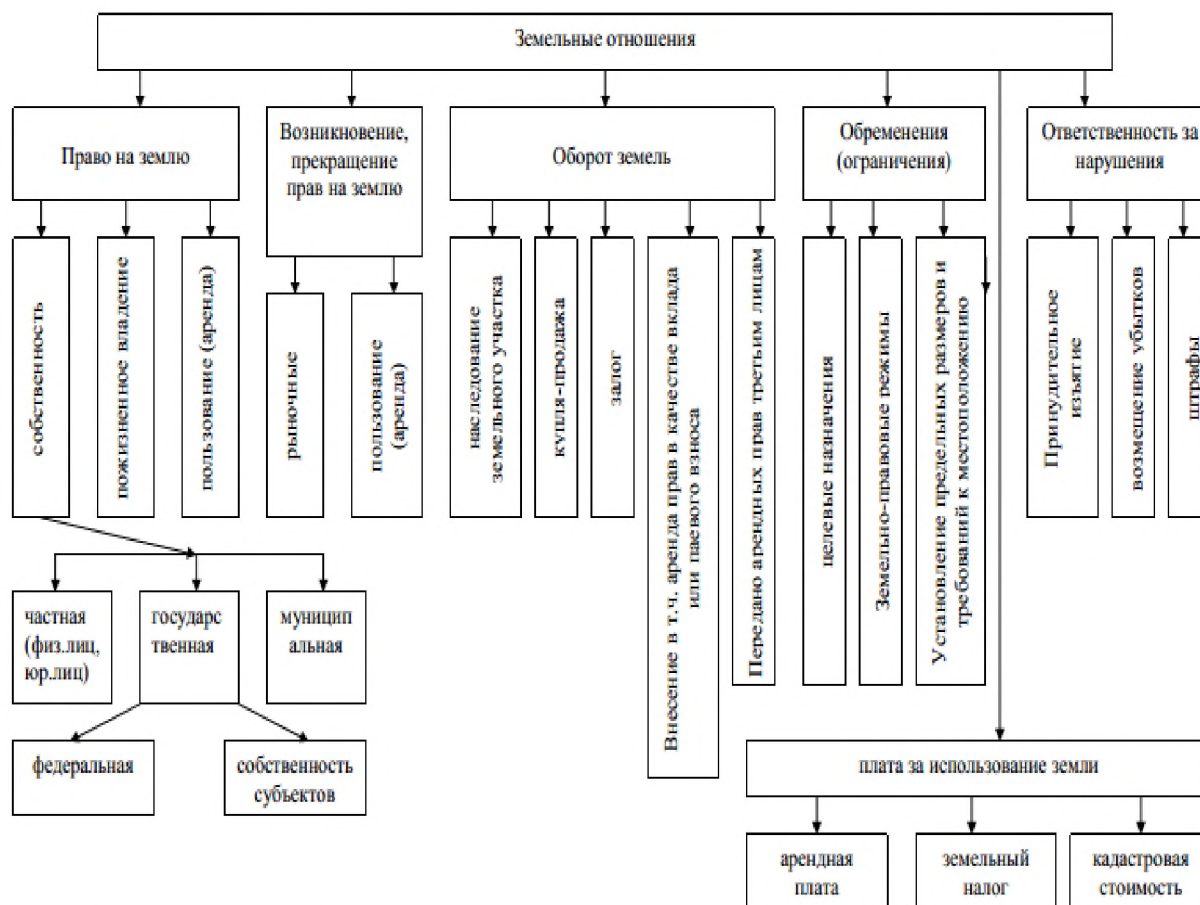 Земельные отношения
Право на землю
Возникновение,
прекращение
прав на землю
Оборот земель
Обременения
(ограничения)
Ответственность за
нарушения
собственность
пожизненное владение
пользование (аренда)
рыночные
пользование
(аренда)
наследование
земельного участка
купля-продажа
залог
Внесение в т.ч. аренда прав в качестве вклада
или паевого взноса
Передано арендных прав третьим лицам
целевые назначения
Земельно-правовые режимы
Установление предельных размеров и
требований к местоположению
Принудительное
изъятие
возмещение убытков
штрафы
частная
(физ.лиц,
юр.лиц)
государс
твенная
муницип
альная
федеральная
собственность
субъектов
плата за использование земли
арендная
плата
земельный
налог
кадастровая
стоимость